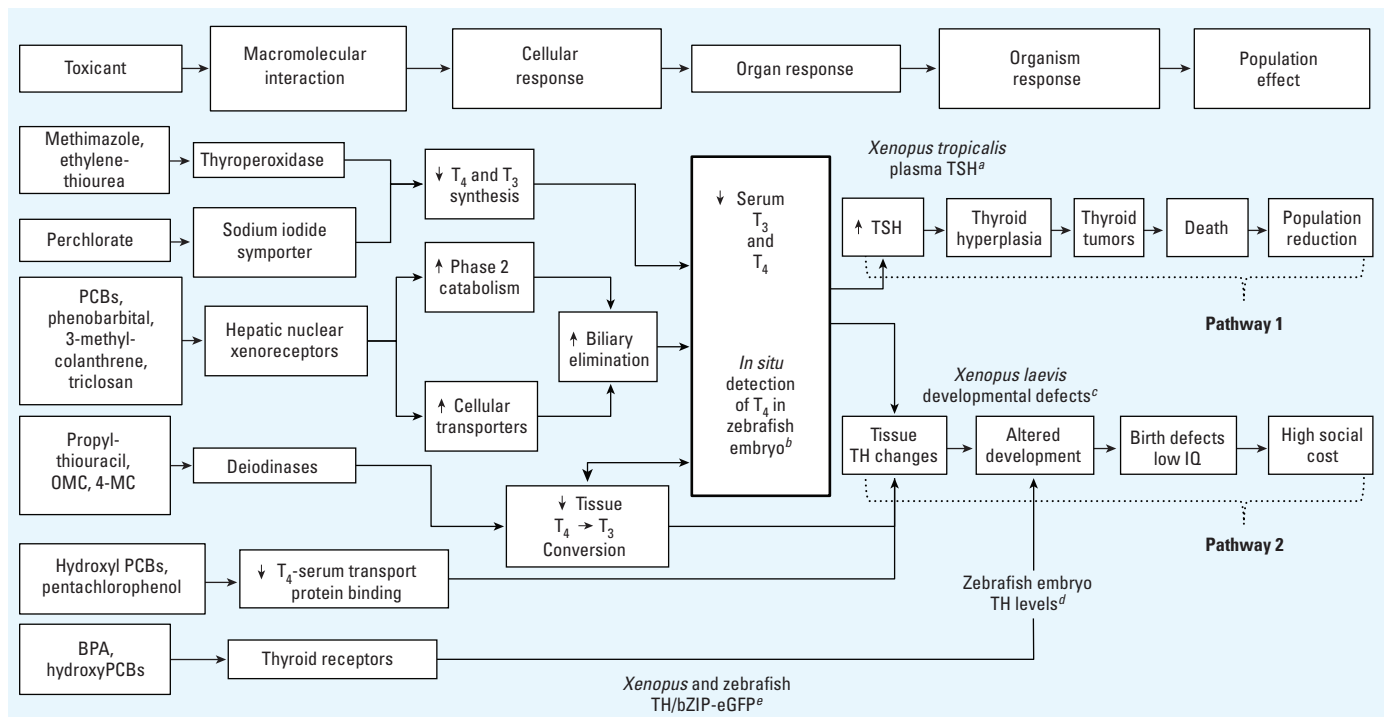 Toxicant
Macromolecular
interaction
Cellular
response
Organ response
Organism
response
Population
effect
Methimazole,
ethylene-
thiourea
Thyroperoxidase
↓ T4 and T3
synthesis
Perchlorate
Sodium iodide
symporter
PCBs,
phenobarbital,
3-methyl-
colanthrene,
triclosan
Hepatic nuclear
xenoreceptors
↑ Phase 2
catabolism
↑ Cellular
transporters
↑ Biliary
elimination
Propyl-
thiouracil,
OMC, 4-MC
Deiodinases
↓ Tissue
T4 → T3
Conversion
Hydroxyl PCBs,
pentachlorophenol
↓ T4-serum transport
protein binding
BPA,
hydroxyPCBs
Thyroid receptors
↓ Serum
T3
and
T4
In situ
detection
of T4 in
zebrafish
embryob
Xenopus tropicalis
plasma TSHa
↑ TSH
Thyroid
hyperplasia
Thyroid
tumors
Death
Population
reduction
Pathway 1
Xenopus laevis
developmental defectsc
Tissue
TH changes
Altered
development
Birth defects
low IQ
High social
cost
Pathway 2
Zebrafish embryo
TH levelsd
Xenopus and zebrafish
TH/bZIP-eGFPe